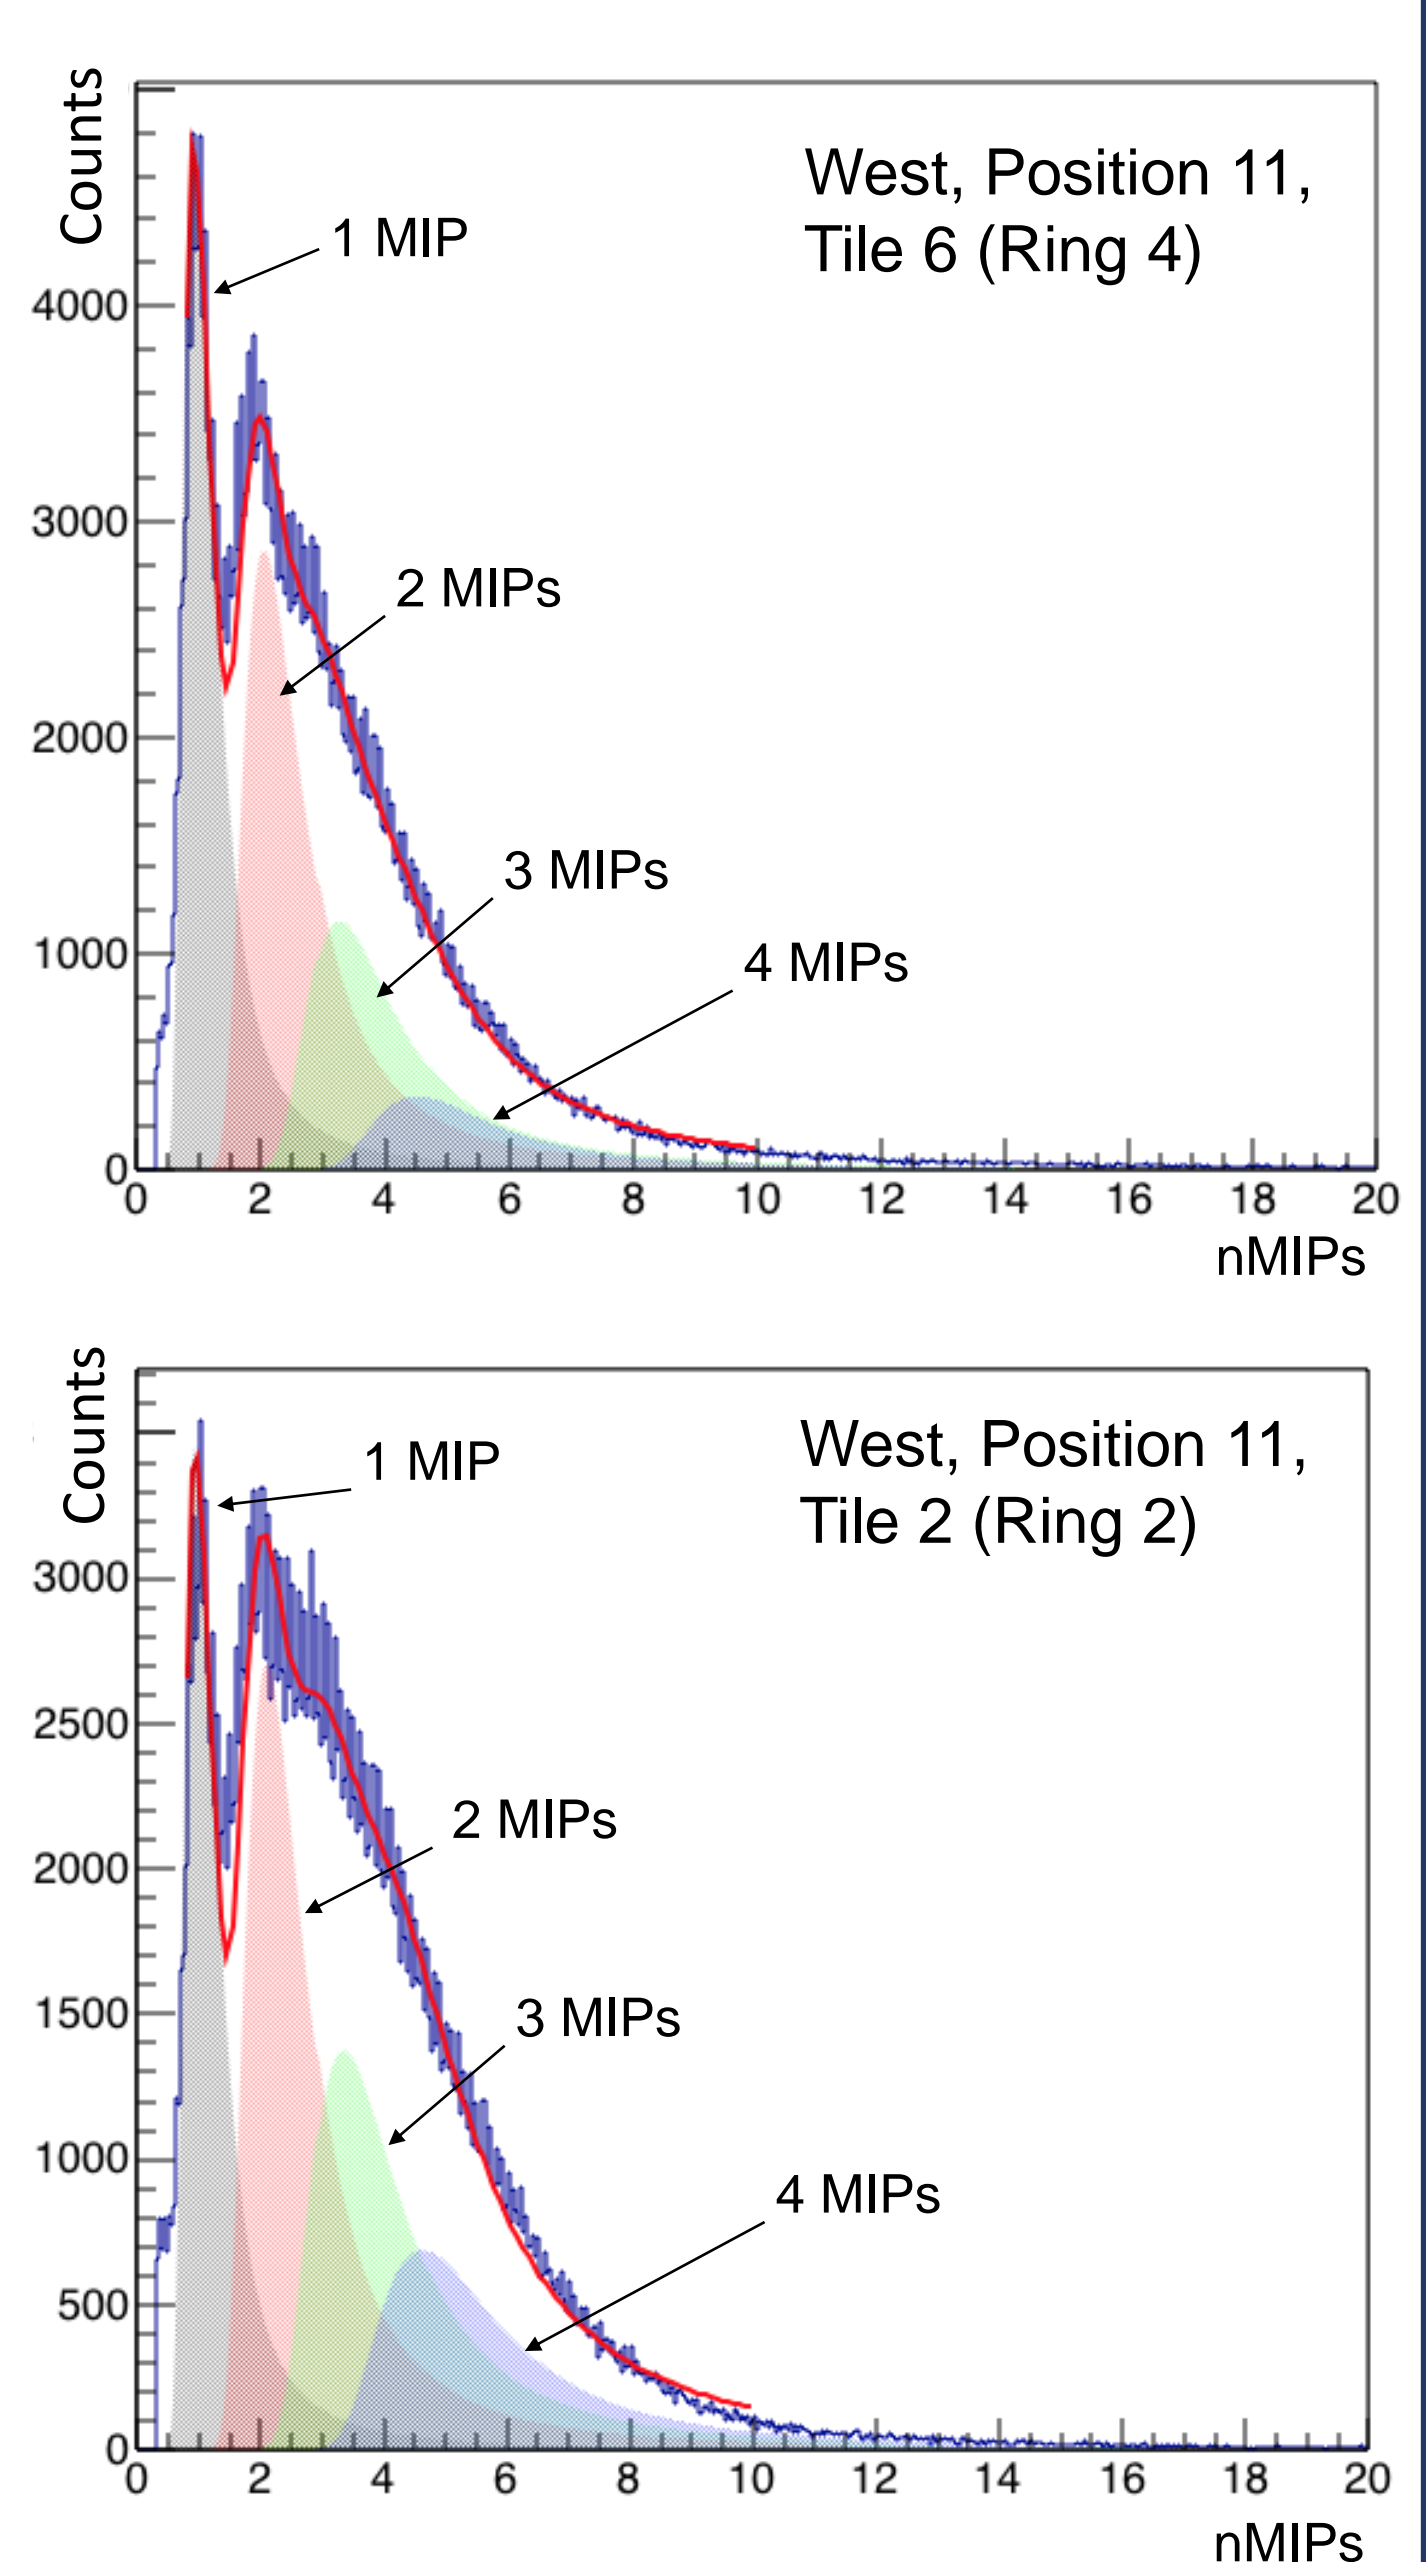 Counts
West, Position 11,
Tile 6 (Ring 4)
1 MIP
4000
3000
2 MIPs
2000
3 MIPs
4 MIPs
1000
0
0 2 4 6 8 10 12 14 16 18 20
nMIPs
Counts
West, Position 11,
Tile 2 (Ring 2)
1 MIP
3000
2500
2 MIPs
2000
3 MIPs
1500
1000
4 MIPs
500
0
0 2 4 6 8 10 12 14 16 18 20
nMIPs